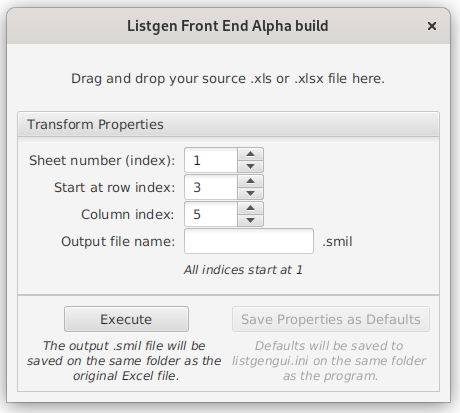 Listgen Front End Alpha build
Drag and drop your source .xls or .xlsx file here.
Transform Properties
Sheet number (index): 1
Start at row index: 3
Column index: 5
Output file name: .smil
All indices start at 1
Execute
The output .smil file will be
saved on the same folder as the
original Excel file.
Save Properties as Defaults
Defaults will be saved to
listgengui.ini on the same folder
as the program.